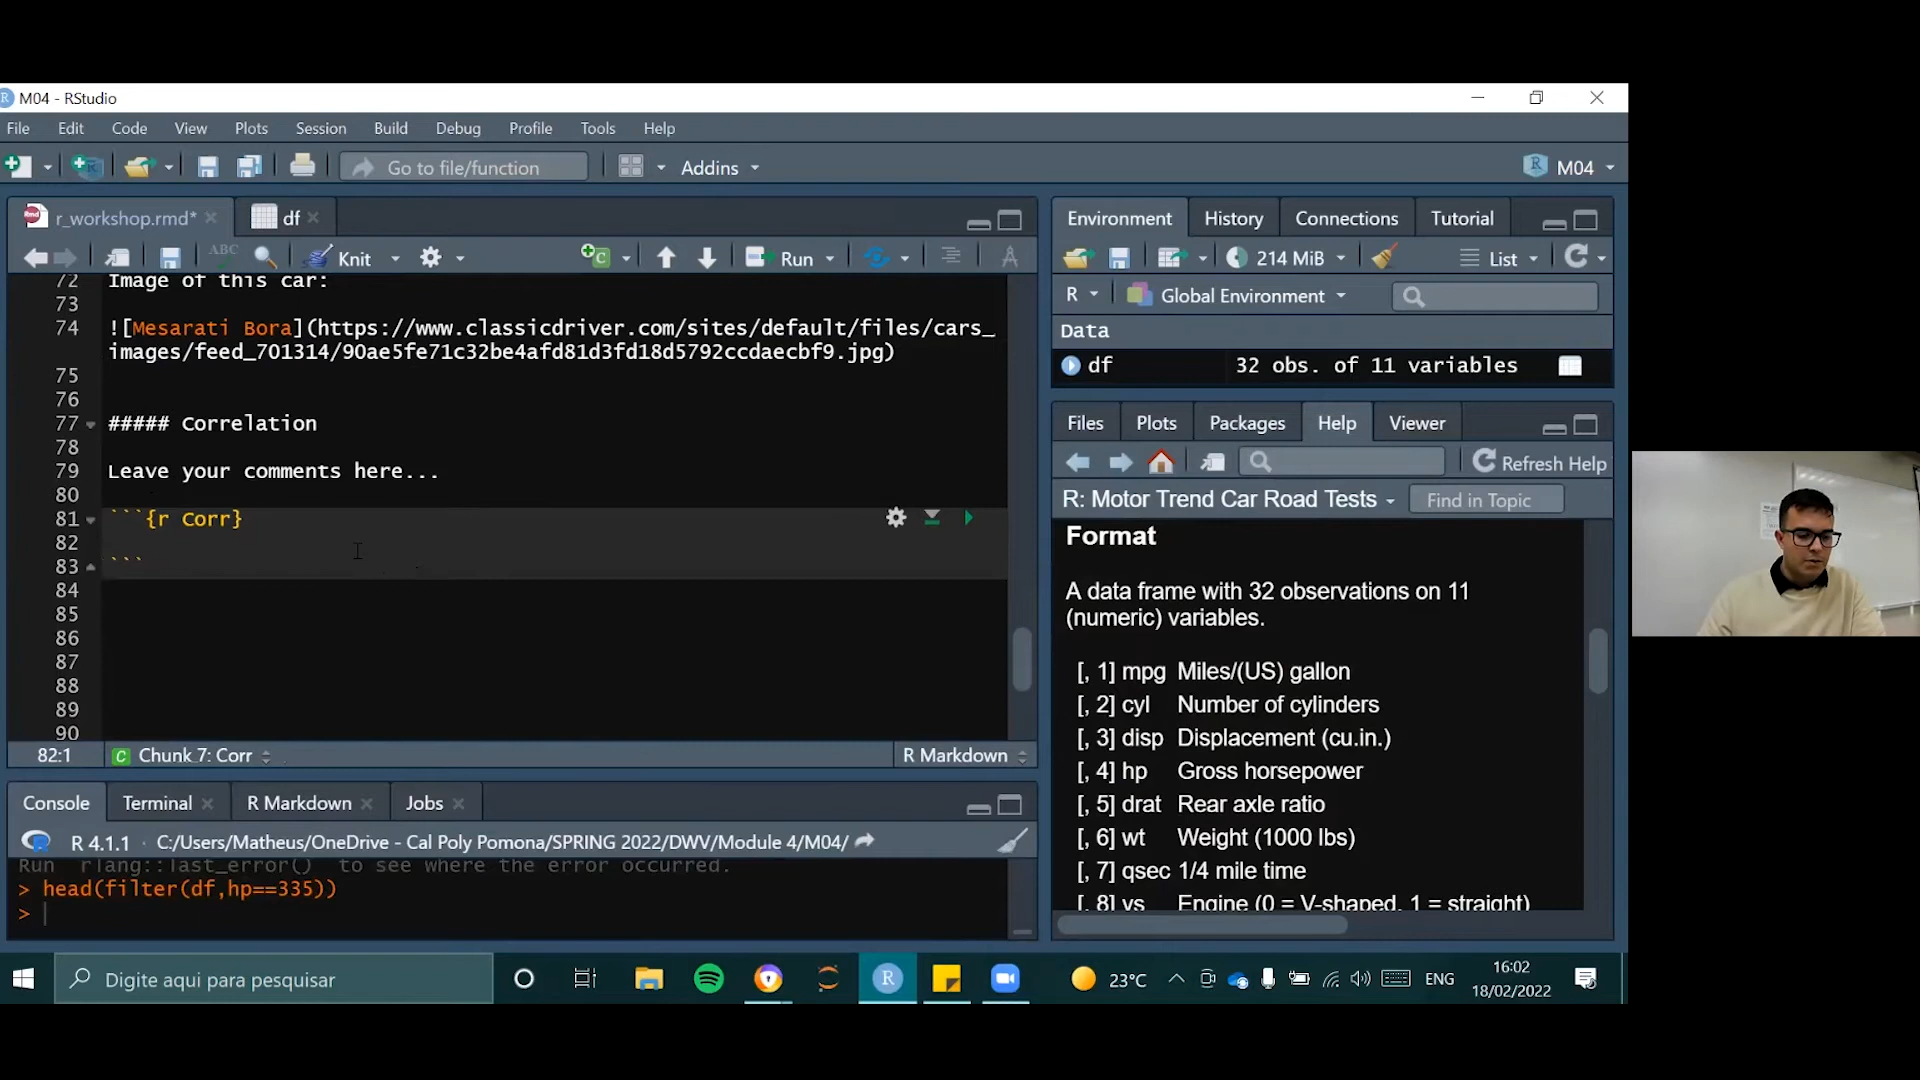 M04 - RStudio
File Edit Code View Plots Session Build Debug Profile Tools Help
Go to file/function Addins M04
r_workshop.rmd* df
ABC Knit Run
72 Image of this car:
73
74 ![Mesarati Bora](https://www.classicdriver.com/sites/default/files/cars_
images/feed_701314/90ae5fe71c32be4afd81d3fd18d5792ccdaecbf9.jpg)
75
76
77 ##### Correlation
78
79 Leave your comments here...
80
81 ```{r Corr}
82
83 ```
84
85
86
87
88
89
90
82:1 Chunk 7: Corr R Markdown
Console Terminal R Markdown Jobs
R 4.1.1 · C:/Users/Matheus/OneDrive - Cal Poly Pomona/SPRING 2022/DWV/Module 4/M04/
Run `rlang::last_error()` to see where the error occurred.
> head(filter(df,hp==335))
>
Environment History Connections Tutorial
214 MiB List
R Global Environment
Data
df 32 obs. of 11 variables
Files Plots Packages Help Viewer
Refresh Help
R: Motor Trend Car Road Tests Find in Topic
Format
A data frame with 32 observations on 11
(numeric) variables.
[, 1] mpg Miles/(US) gallon
[, 2] cyl Number of cylinders
[, 3] disp Displacement (cu.in.)
[, 4] hp Gross horsepower
[, 5] drat Rear axle ratio
[, 6] wt Weight (1000 lbs)
[, 7] qsec 1/4 mile time
[, 8] vs Engine (0 = V-shaped, 1 = straight)
Digite aqui para pesquisar
23°C ENG
16:02
18/02/2022